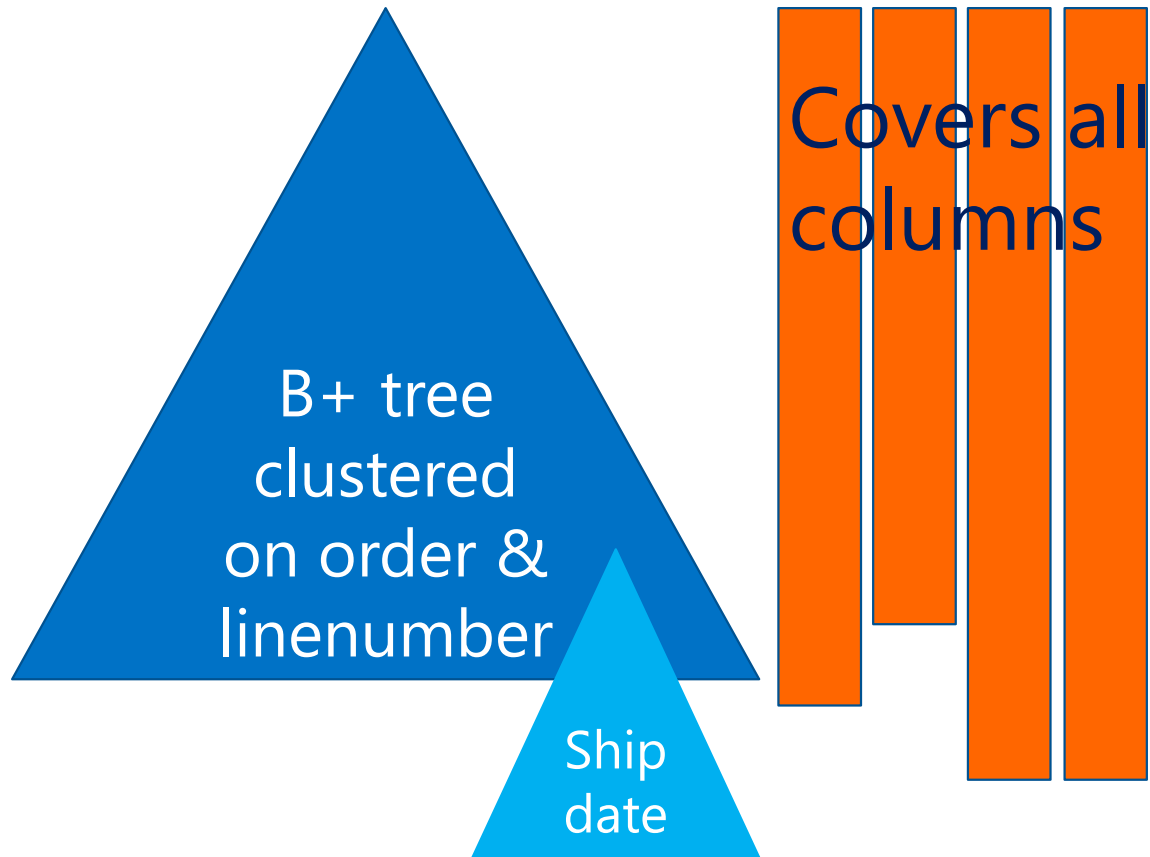 B+ tree
clustered
on order &
linenumber
Ship
date
Covers all
columns